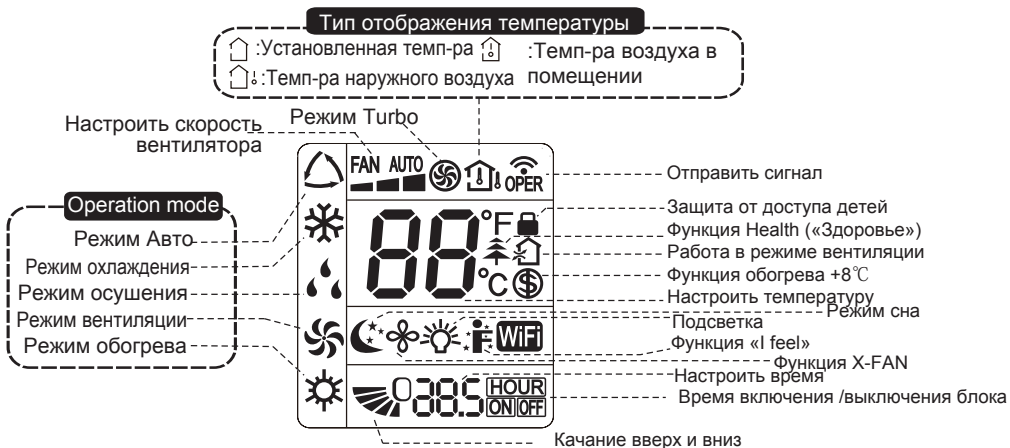 Тип отображения температуры
:Установленная темп-ра :Темп-ра воздуха в помещении
:Темп-ра наружного воздуха
Настроить скорость вентилятора
Режим Turbo
FAN AUTO
OPER
Отправить сигнал
Operation mode
Режим Авто
Режим охлаждения
Режим осушения
Режим вентиляции
Режим обогрева
88
°F
°C
WiFi
038.5
HOUR
ON OFF
Защита от доступа детей
Функция Health («Здоровье»)
Работа в режиме вентиляции
Функция обогрева +8℃
Настроить температуру
Режим сна
Подсветка
Функция «I feel»
Функция X-FAN
Настроить время
Время включения /выключения блока
Качание вверх и вниз